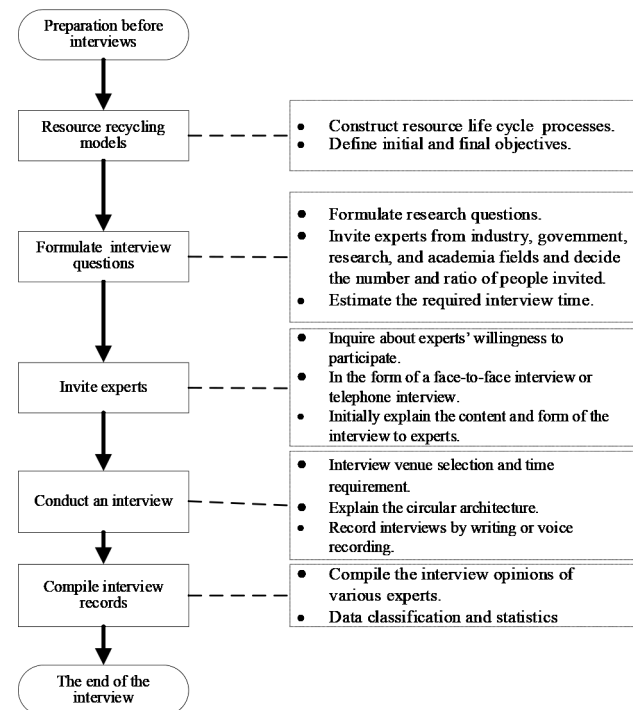 Preparation before
interviews
Resource recycling
models
● Construct resource life cycle processes.
● Define initial and final objectives.
Formulate interview
questions
● Formulate research questions.
● Invite experts from industry, government,
research, and academia fields and decide
the number and ratio of people invited.
● Estimate the required interview time.
Invite experts
● Inquire about experts’ willingness to
participate.
● In the form of a face-to-face interview or
telephone interview.
● Initially explain the content and form of the
interview to experts.
Conduct an interview
● Interview venue selection and time
requirement.
● Explain the circular architecture.
● Record interviews by writing or voice
recording.
Compile interview
records
● Compile the interview opinions of
various experts.
● Data classification and statistics
The end of the
interview